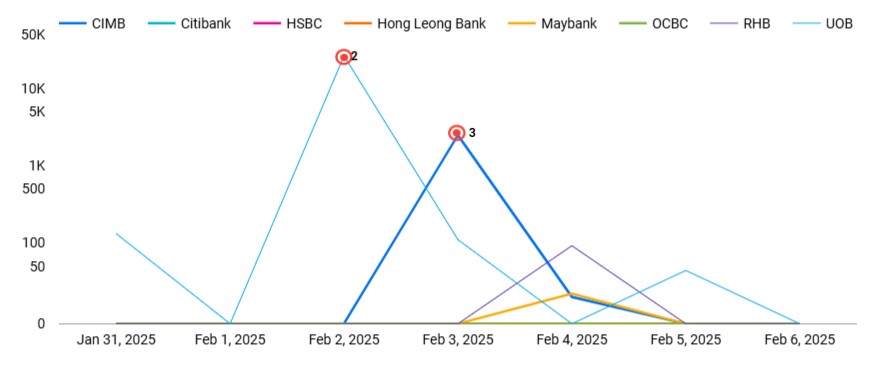 CIMB Citibank HSBC Hong Leong Bank Maybank OCBC RHB UOB
50K
2
10K
5K
3
1K
500
100
50
0
Jan 31, 2025 Feb 1, 2025 Feb 2, 2025 Feb 3, 2025 Feb 4, 2025 Feb 5, 2025 Feb 6, 2025